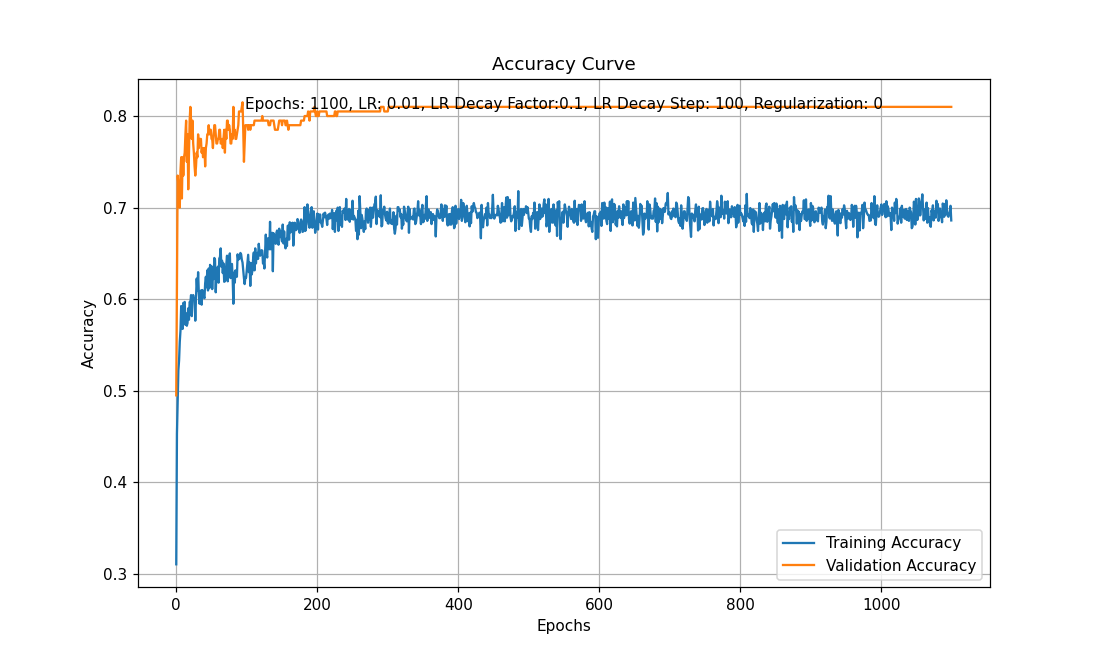 Accuracy Curve
Epochs: 1100, LR: 0.01, LR Decay Factor:0.1, LR Decay Step: 100, Regularization: 0
0.8
0.7
0.6
0.5
0.4
0.3
Accuracy
Training Accuracy
Validation Accuracy
0 200 400 600 800 1000
Epochs